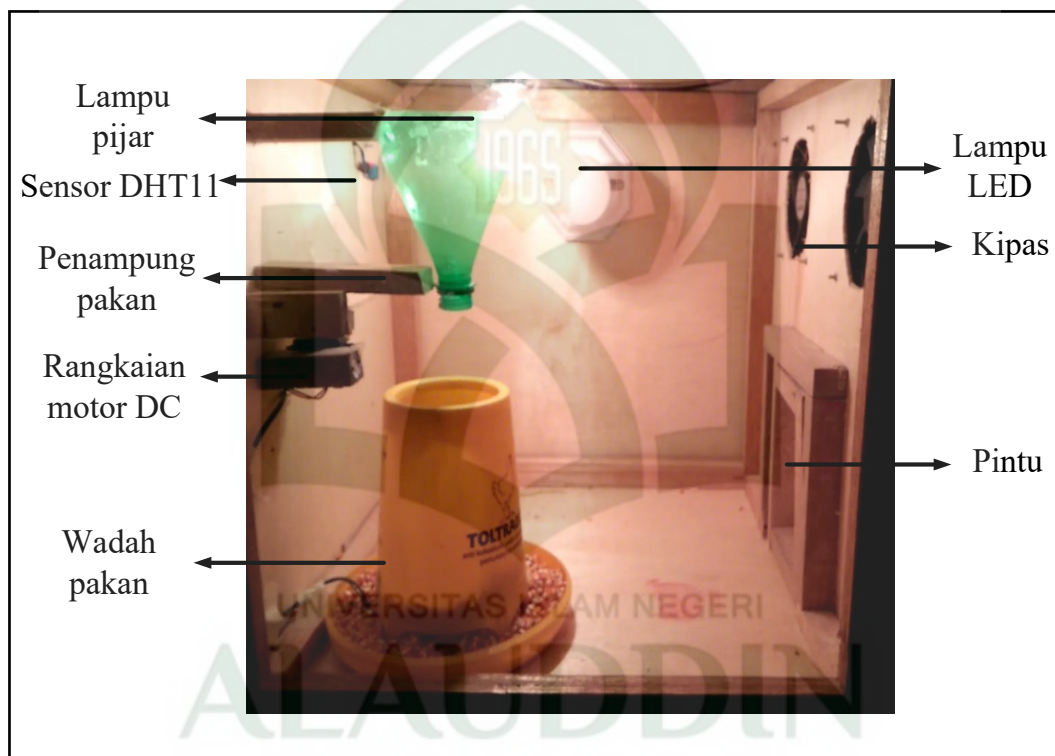 Lampu
pijar
Sensor DHT11
Penampung
pakan
Rangkaian
motor DC
Wadah
pakan
Lampu
LED
Kipas
Pintu
1965
UNIVERSITAS ISLAM NEGERI
ALAUDDIN